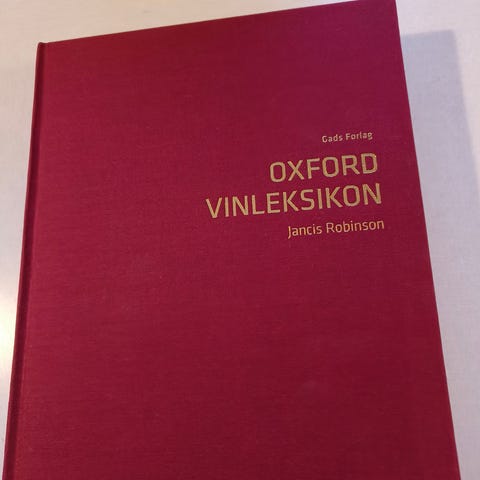 Gads Forlag
OXFORD
VINLEKSIKON
Jancis Robinson